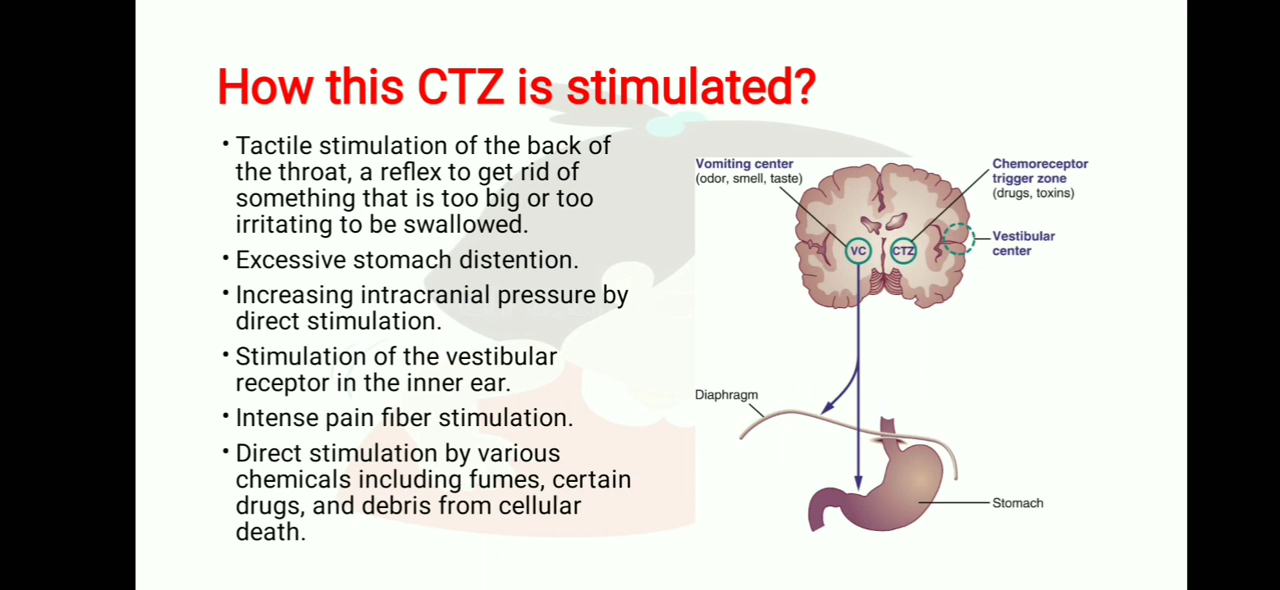 How this CTZ is stimulated?
• Tactile stimulation of the back of
the throat, a reflex to get rid of
something that is too big or too
irritating to be swallowed.
• Excessive stomach distention.
• Increasing intracranial pressure by
direct stimulation.
• Stimulation of the vestibular
receptor in the inner ear.
• Intense pain fiber stimulation.
• Direct stimulation by various
chemicals including fumes, certain
drugs, and debris from cellular
death.
Vomiting center
(odor, smell, taste)
Chemoreceptor
trigger zone
(drugs, toxins)
Vestibular
center
VC
CTZ
Diaphragm
Stomach